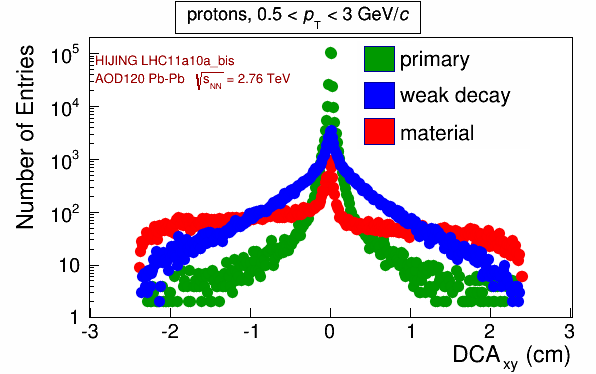 protons, 0.5 < p_T < 3 GeV/c
Number of Entries
10^5
10^4
10^3
10^2
10
1
HIJING LHC11a10a_bis
AOD120 Pb-Pb √s_NN = 2.76 TeV
primary
weak decay
material
-3 -2 -1 0 1 2 3
DCA_xy (cm)